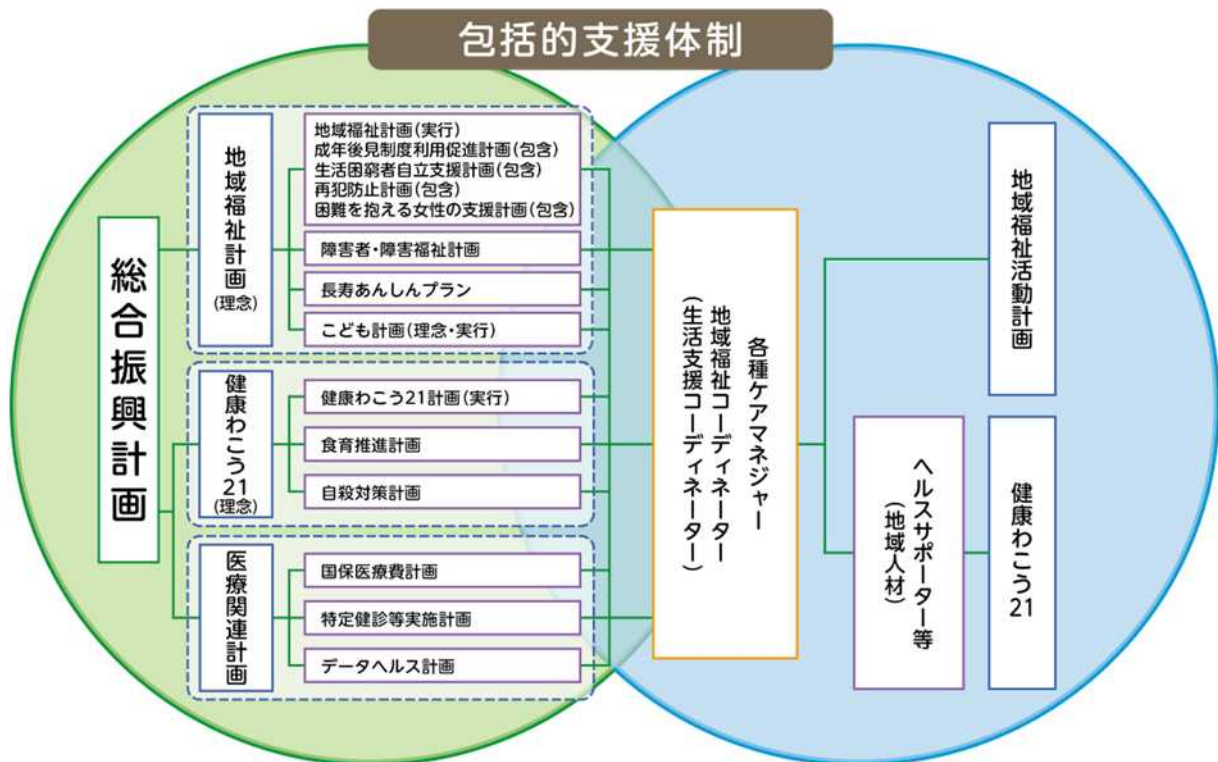 包括的支援体制
総合振興計画
地域福祉計画
(理念)
地域福祉計画(実行)
成年後見制度利用促進計画(包含)
生活困窮者自立支援計画(包含)
再犯防止計画(包含)
困難を抱える女性の支援計画(包含)
障害者・障害福祉計画
長寿あんしんプラン
こども計画(理念・実行)
健康わこう21
(理念)
健康わこう21計画(実行)
食育推進計画
自殺対策計画
医療関連計画
国保医療費計画
特定健診等実施計画
データヘルス計画
各種ケアマネジャー
地域福祉コーディネーター
(生活支援コーディネーター)
地域福祉活動計画
ヘルスサポーター等
(地域人材)
健康わこう21